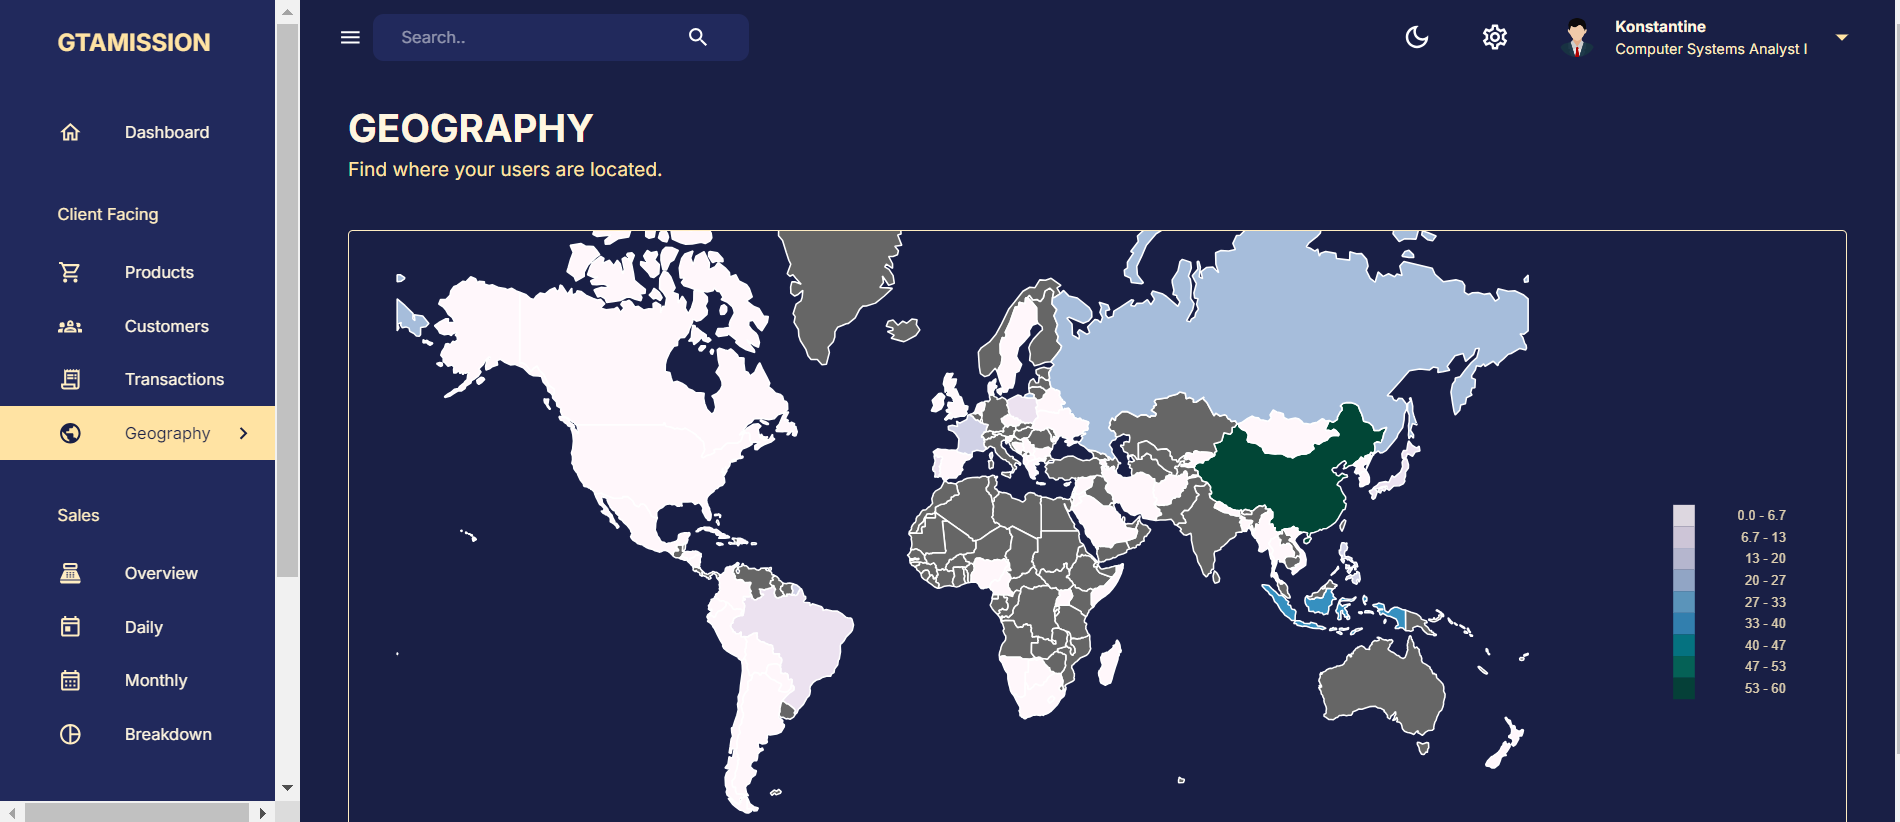 GTAMISSION
Dashboard
Client Facing
Products
Customers
Transactions
Geography
Sales
Overview
Daily
Monthly
Breakdown
Search..
Konstantine
Computer Systems Analyst I
GEOGRAPHY
Find where your users are located.
0.0 - 6.7
6.7 - 13
13 - 20
20 - 27
27 - 33
33 - 40
40 - 47
47 - 53
53 - 60